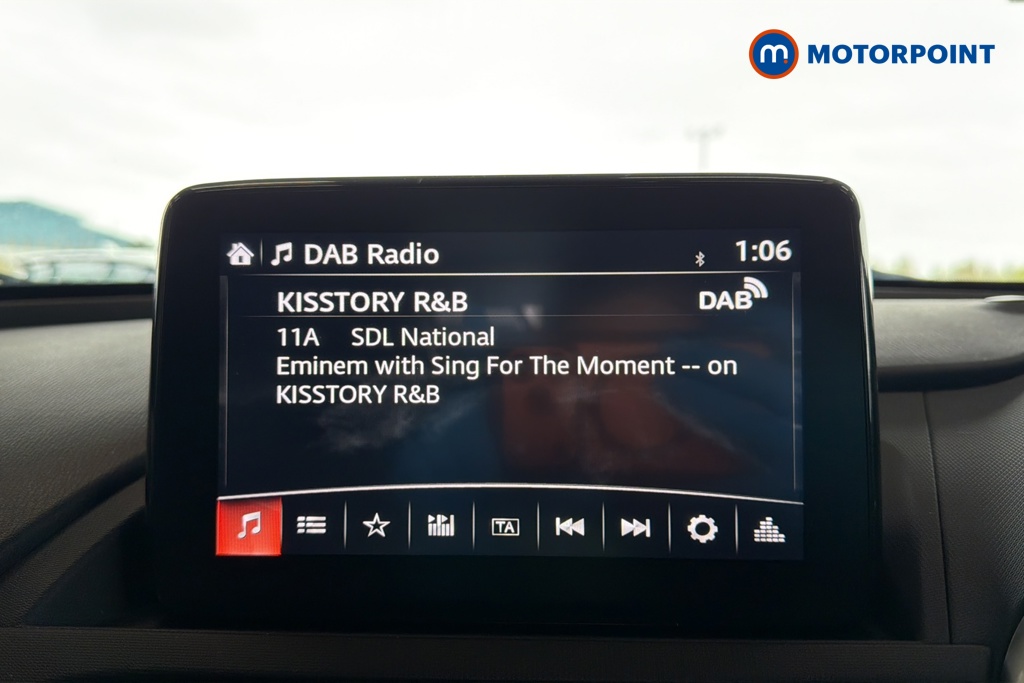 m. MOTORPOINT
DAB Radio 1:06
KISSTORY R&B DAB
11A SDL National
Eminem with Sing For The Moment -- on
KISSTORY R&B
TA